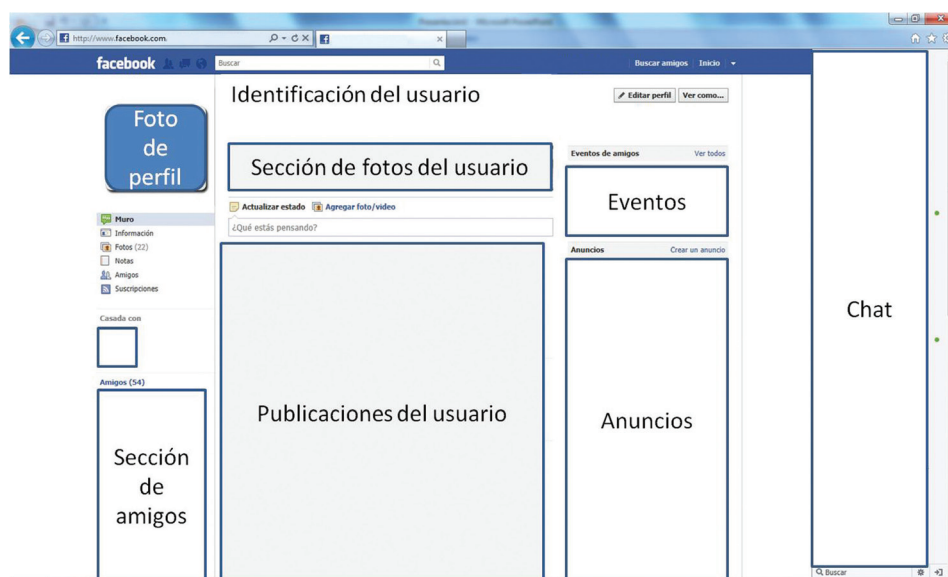 http://www.facebook.com
facebook
Buscar
Buscar amigos
Inicio
Identificación del usuario
Editar perfil
Ver como...
Foto
de
perfil
Sección de fotos del usuario
Eventos de amigos
Ver todos
Eventos
Actualizar estado
Agregar foto/video
¿Qué estás pensando?
Muro
Información
Fotos (22)
Notas
Amigos
Suscripciones
Anuncios
Crear un anuncio
Casada con
Amigos (54)
Sección
de
amigos
Publicaciones del usuario
Anuncios
Chat
Buscar